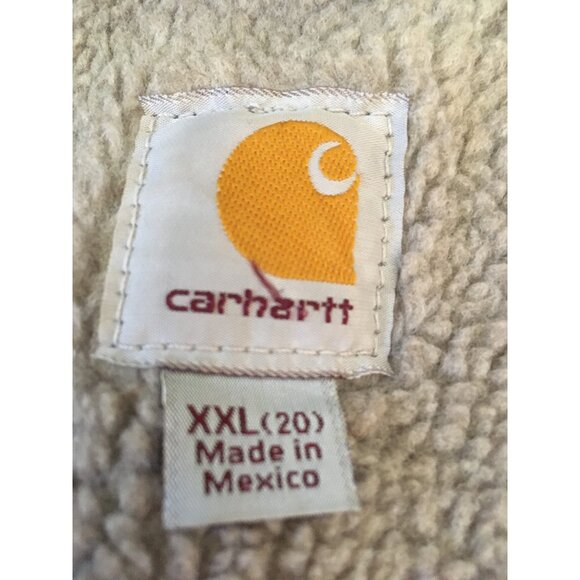 carhartt
XXL(20)
Made in
Mexico